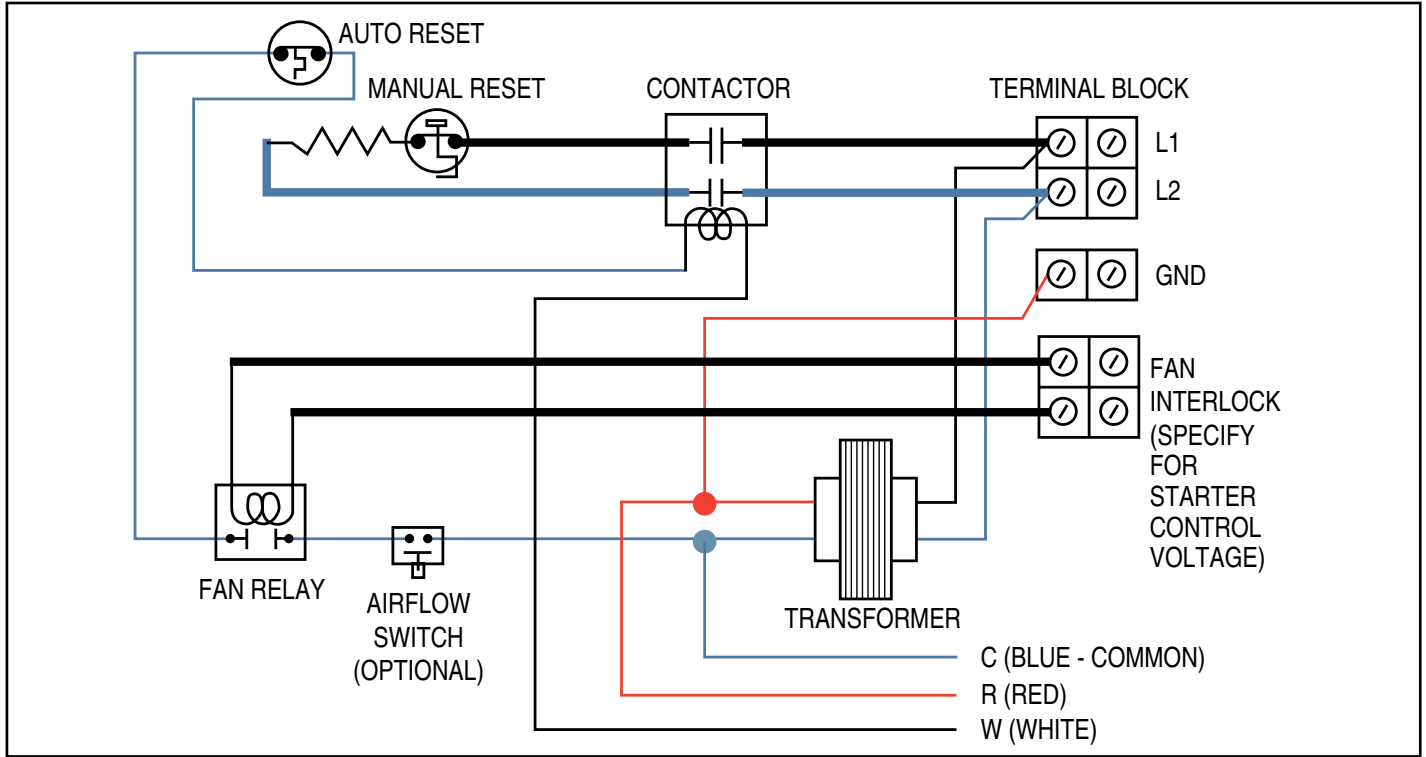 AUTO RESET
MANUAL RESET
CONTACTOR
TERMINAL BLOCK
L1
L2
GND
FAN
INTERLOCK
(SPECIFY
FOR
STARTER
CONTROL
VOLTAGE)
FAN RELAY
AIRFLOW
SWITCH
(OPTIONAL)
TRANSFORMER
C (BLUE - COMMON)
R (RED)
W (WHITE)